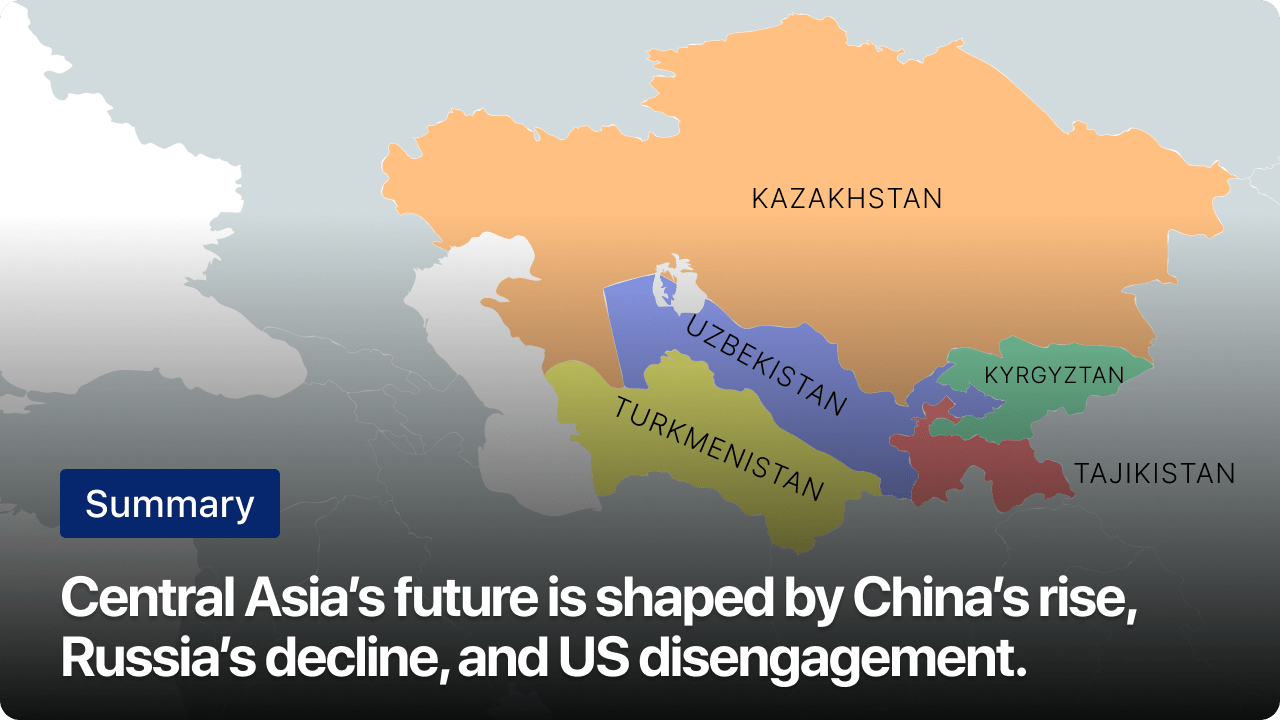 KAZAKHSTAN
UZBEKISTAN
KYRGYZTAN
TURKMENISTAN
TAJIKISTAN
Summary
Central Asia’s future is shaped by China’s rise,
Russia’s decline, and US disengagement.